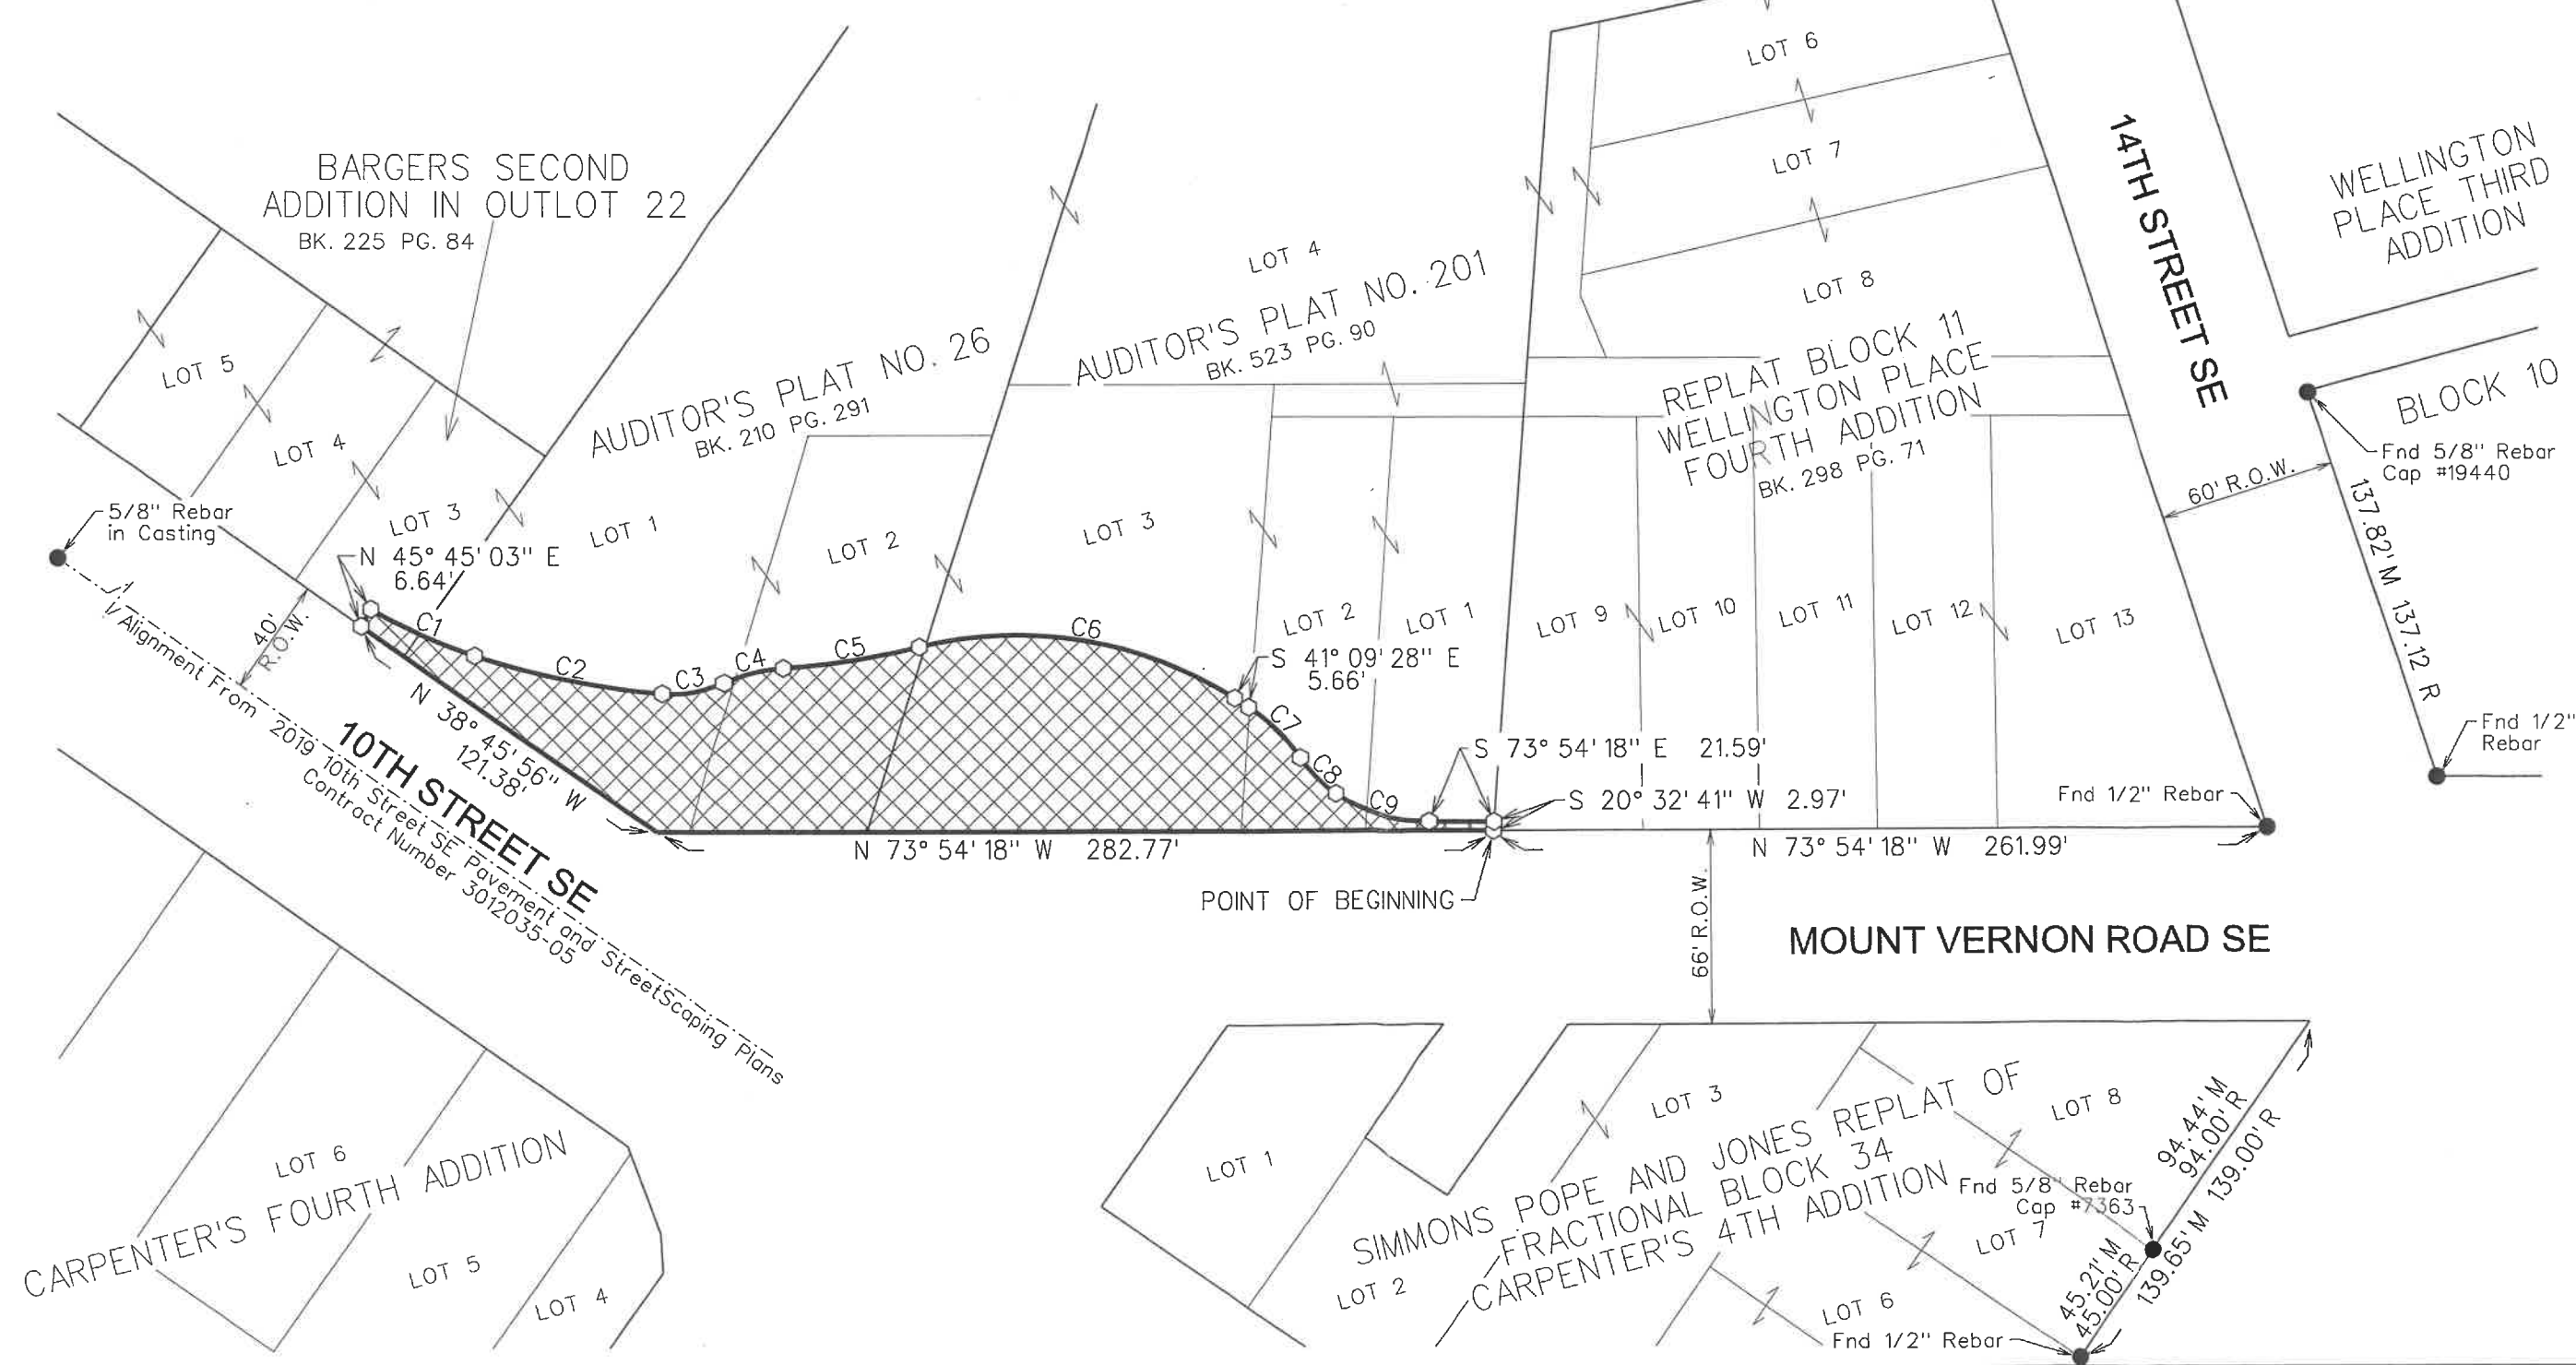 BARGERS SECOND
ADDITION IN OUTLOT 22
BK. 225 PG. 84
LOT 5
LOT 4
LOT 3
5/8" Rebar
in Casting
N 45° 45' 03" E
6.64'
40'
R.O.W.
Alignment From 2019 10th Street SE Pavement and StreetScaping Plans
Contract Number 3012035-05
10TH STREET SE
N 38° 45' 56" W
121.38'
AUDITOR'S PLAT NO. 26
BK. 210 PG. 291
LOT 1
LOT 2
AUDITOR'S PLAT NO. 201
BK. 523 PG. 90
LOT 4
LOT 3
LOT 2
LOT 1
C1
C2
C3
C4
C5
C6
C7
C8
C9
S 41° 09' 28" E
5.66'
S 73° 54' 18" E 21.59'
S 20° 32' 41" W 2.97'
N 73° 54' 18" W 282.77'
POINT OF BEGINNING
LOT 6
LOT 7
LOT 8
REPLAT BLOCK 11
WELLINGTON PLACE
FOURTH ADDITION
BK. 298 PG. 71
LOT 9
LOT 10
LOT 11
LOT 12
LOT 13
14TH STREET SE
WELLINGTON
PLACE THIRD
ADDITION
BLOCK 10
Fnd 5/8" Rebar
Cap #19440
60' R.O.W.
137.82' M 137.12 R
Fnd 1/2"
Rebar
Fnd 1/2" Rebar
N 73° 54' 18" W 261.99'
66' R.O.W.
MOUNT VERNON ROAD SE
CARPENTER'S FOURTH ADDITION
LOT 6
LOT 5
LOT 4
LOT 1
LOT 2
LOT 3
SIMMONS POPE AND JONES REPLAT OF
FRACTIONAL BLOCK 34
CARPENTER'S 4TH ADDITION
LOT 8
LOT 7
LOT 6
94.44' M
94.00' R
139.65' M 139.00' R
Fnd 5/8" Rebar
Cap #7363
45.21' M
45.00' R
Fnd 1/2" Rebar